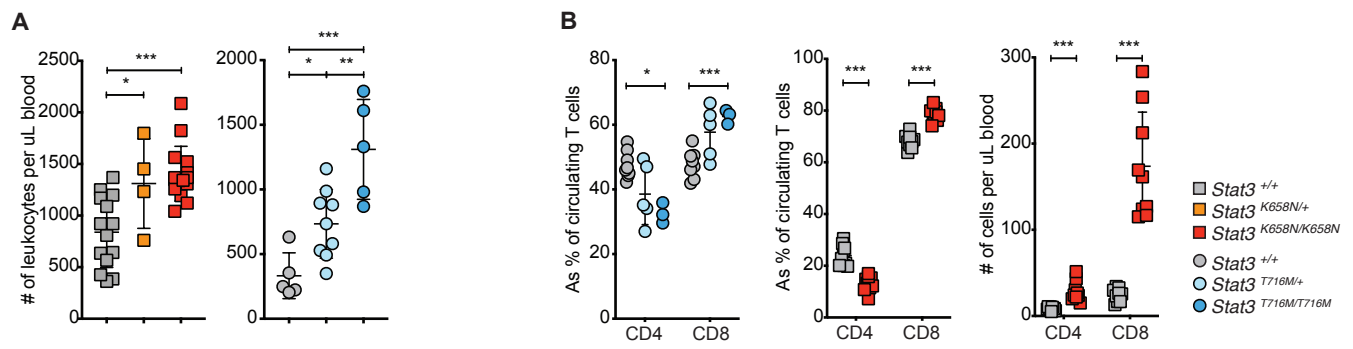 A
B
# of leukocytes per uL blood
2500
2000
1500
1000
500
0
*
***
2000
1500
1000
500
0
*
**
***
As % of circulating T cells
80
60
40
20
0
*
***
CD4 CD8
As % of circulating T cells
100
80
60
40
20
0
***
***
CD4 CD8
# of cells per uL blood
300
200
100
50
0
***
***
CD4 CD8
Stat3 +/+
Stat3 K658N/+
Stat3 K658N/K658N
Stat3 +/+
Stat3 T716M/+
Stat3 T716M/T716M